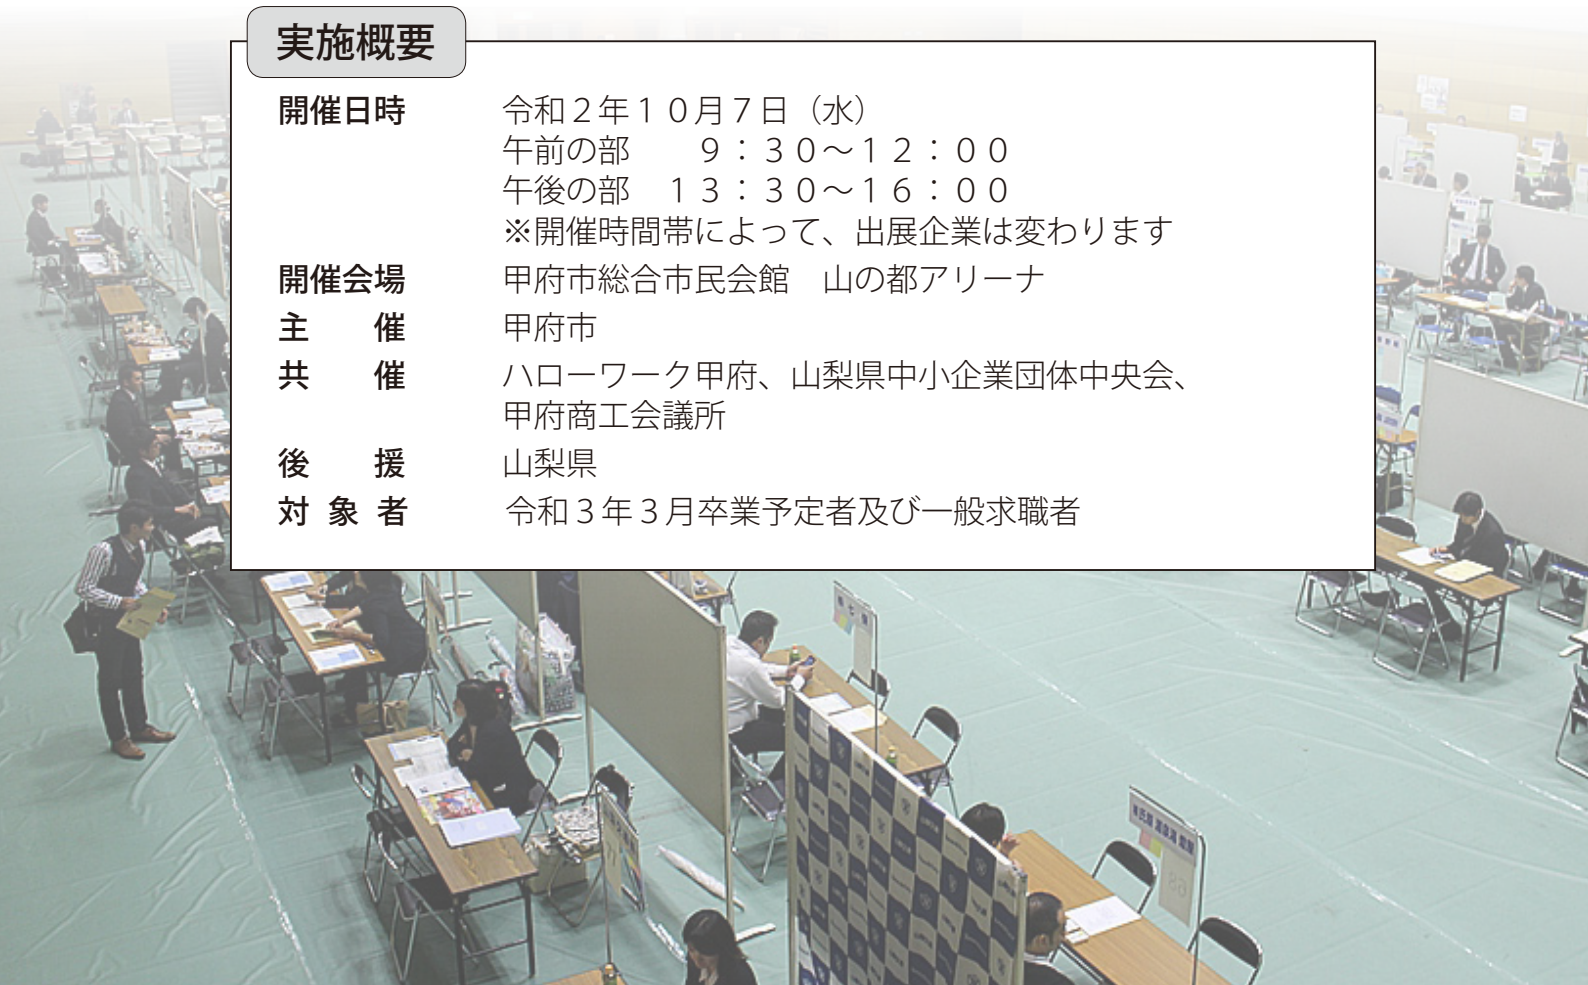 実施概要
開催日時　令和２年１０月７日（水）
午前の部　９：３０〜１２：００
午後の部　１３：３０〜１６：００
※開催時間帯によって、出展企業は変わります
開催会場　甲府市総合市民会館　山の都アリーナ
主　　催　甲府市
共　　催　ハローワーク甲府、山梨県中小企業団体中央会、
甲府商工会議所
後　　援　山梨県
対 象 者　令和３年３月卒業予定者及び一般求職者